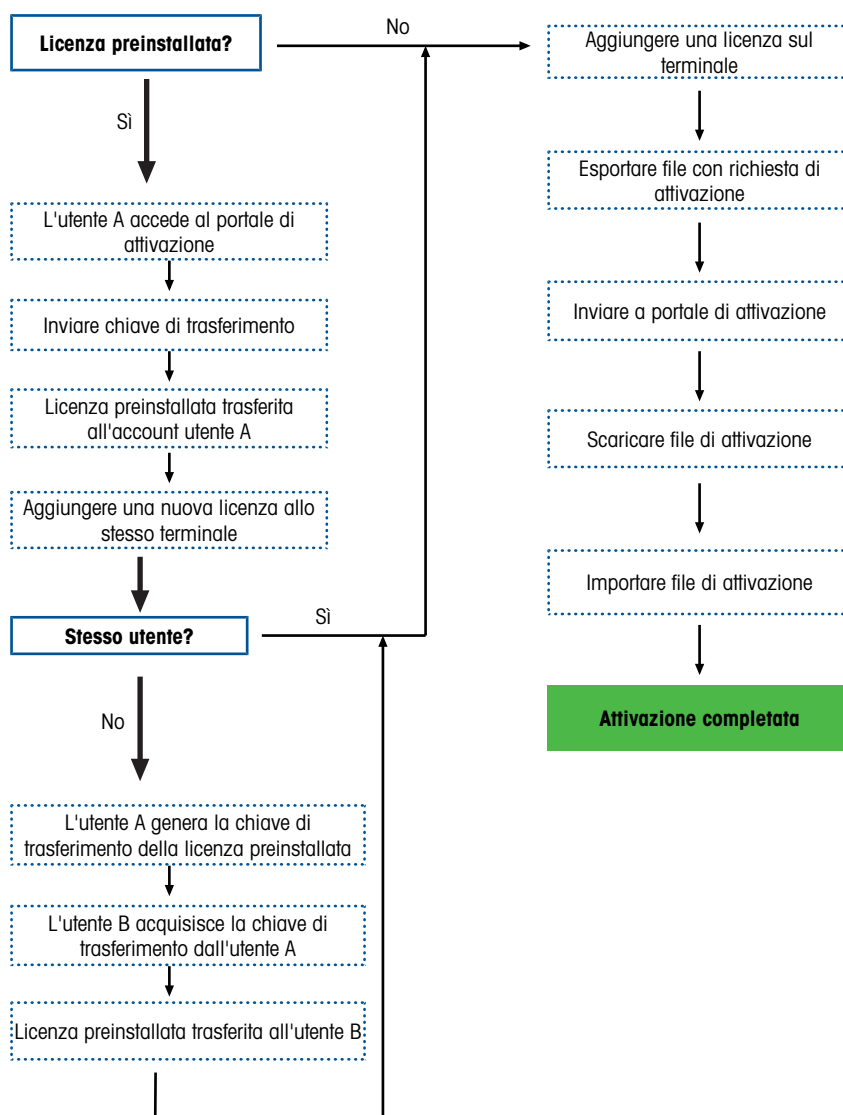 Licenza preinstallata?
No
Sì
L'utente A accede al portale di
attivazione
Inviare chiave di trasferimento
Licenza preinstallata trasferita
all'account utente A
Aggiungere una nuova licenza allo
stesso terminale
Stesso utente?
Sì
No
L'utente A genera la chiave di
trasferimento della licenza preinstallata
L'utente B acquisisce la chiave di
trasferimento dall'utente A
Licenza preinstallata trasferita all'utente B
Aggiungere una licenza sul
terminale
Esportare file con richiesta di
attivazione
Inviare a portale di attivazione
Scaricare file di attivazione
Importare file di attivazione
Attivazione completata